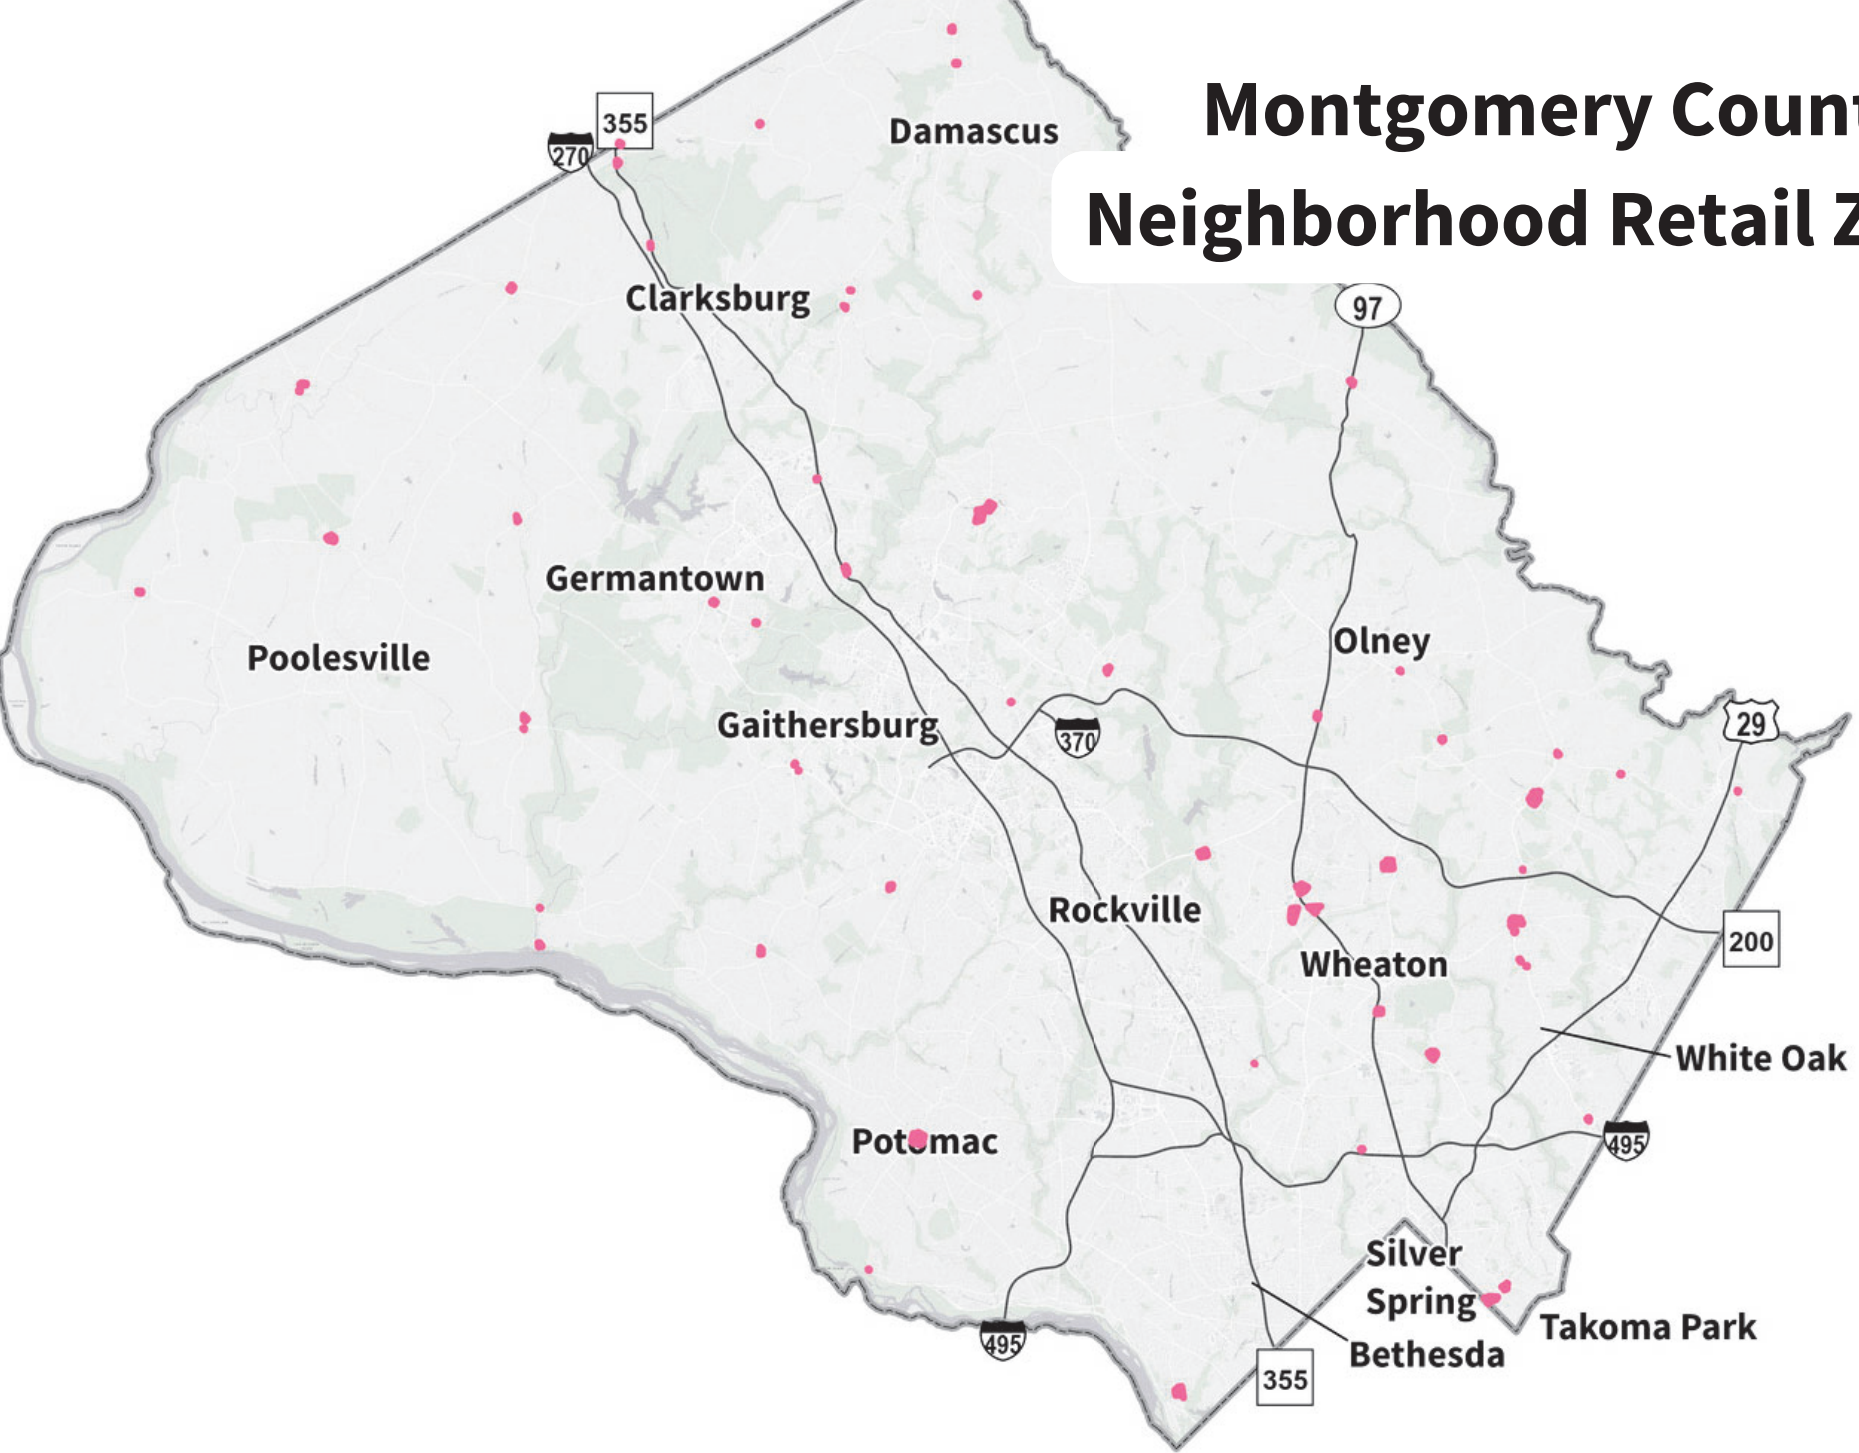 Montgomery Coun
Neighborhood Retail Z
355
270
Damascus
Clarksburg
97
Germantown
Poolesville
Olney
Gaithersburg
370
29
Rockville
200
Wheaton
White Oak
Potomac
495
Silver
Spring
Takoma Park
495
Bethesda
355